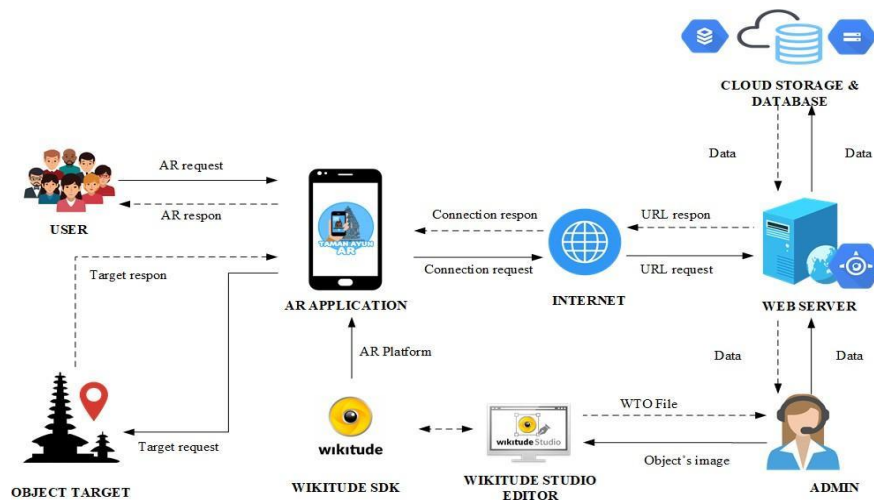 CLOUD STORAGE &
DATABASE
Data
Data
AR request
AR respon
USER
TAMAN AYUN
AR
Connection respon
URL respon
Target respon
Connection request
URL request
AR APPLICATION
INTERNET
WEB SERVER
AR Platform
Data
Data
WTO File
wikitude
wikitude Studio
Target request
Object's image
OBJECT TARGET
WIKITUDE SDK
WIKITUDE STUDIO
EDITOR
ADMIN